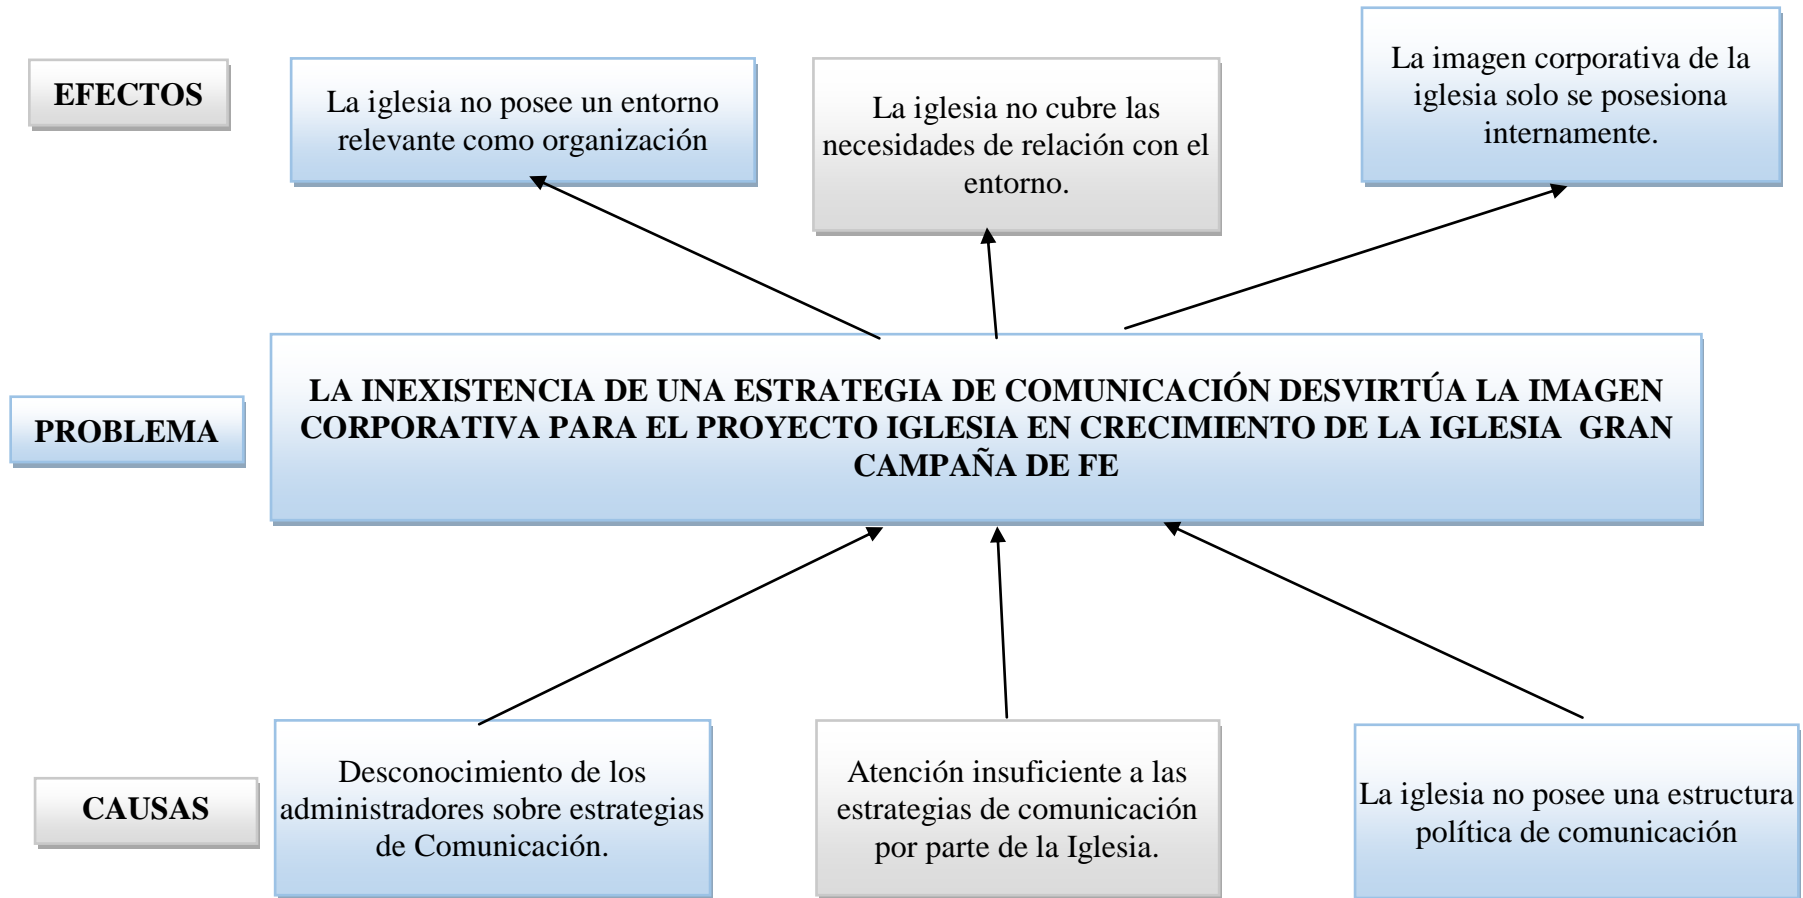 EFECTOS
La iglesia no posee un entorno
relevante como organización
La iglesia no cubre las
necesidades de relación con el
entorno.
La imagen corporativa de la
iglesia solo se posesiona
internamente.
PROBLEMA
LA INEXISTENCIA DE UNA ESTRATEGIA DE COMUNICACIÓN DESVIRTÚA LA IMAGEN
CORPORATIVA PARA EL PROYECTO IGLESIA EN CRECIMIENTO DE LA IGLESIA GRAN
CAMPAÑA DE FE
CAUSAS
Desconocimiento de los
administradores sobre estrategias
de Comunicación.
Atención insuficiente a las
estrategias de comunicación
por parte de la Iglesia.
La iglesia no posee una estructura
política de comunicación